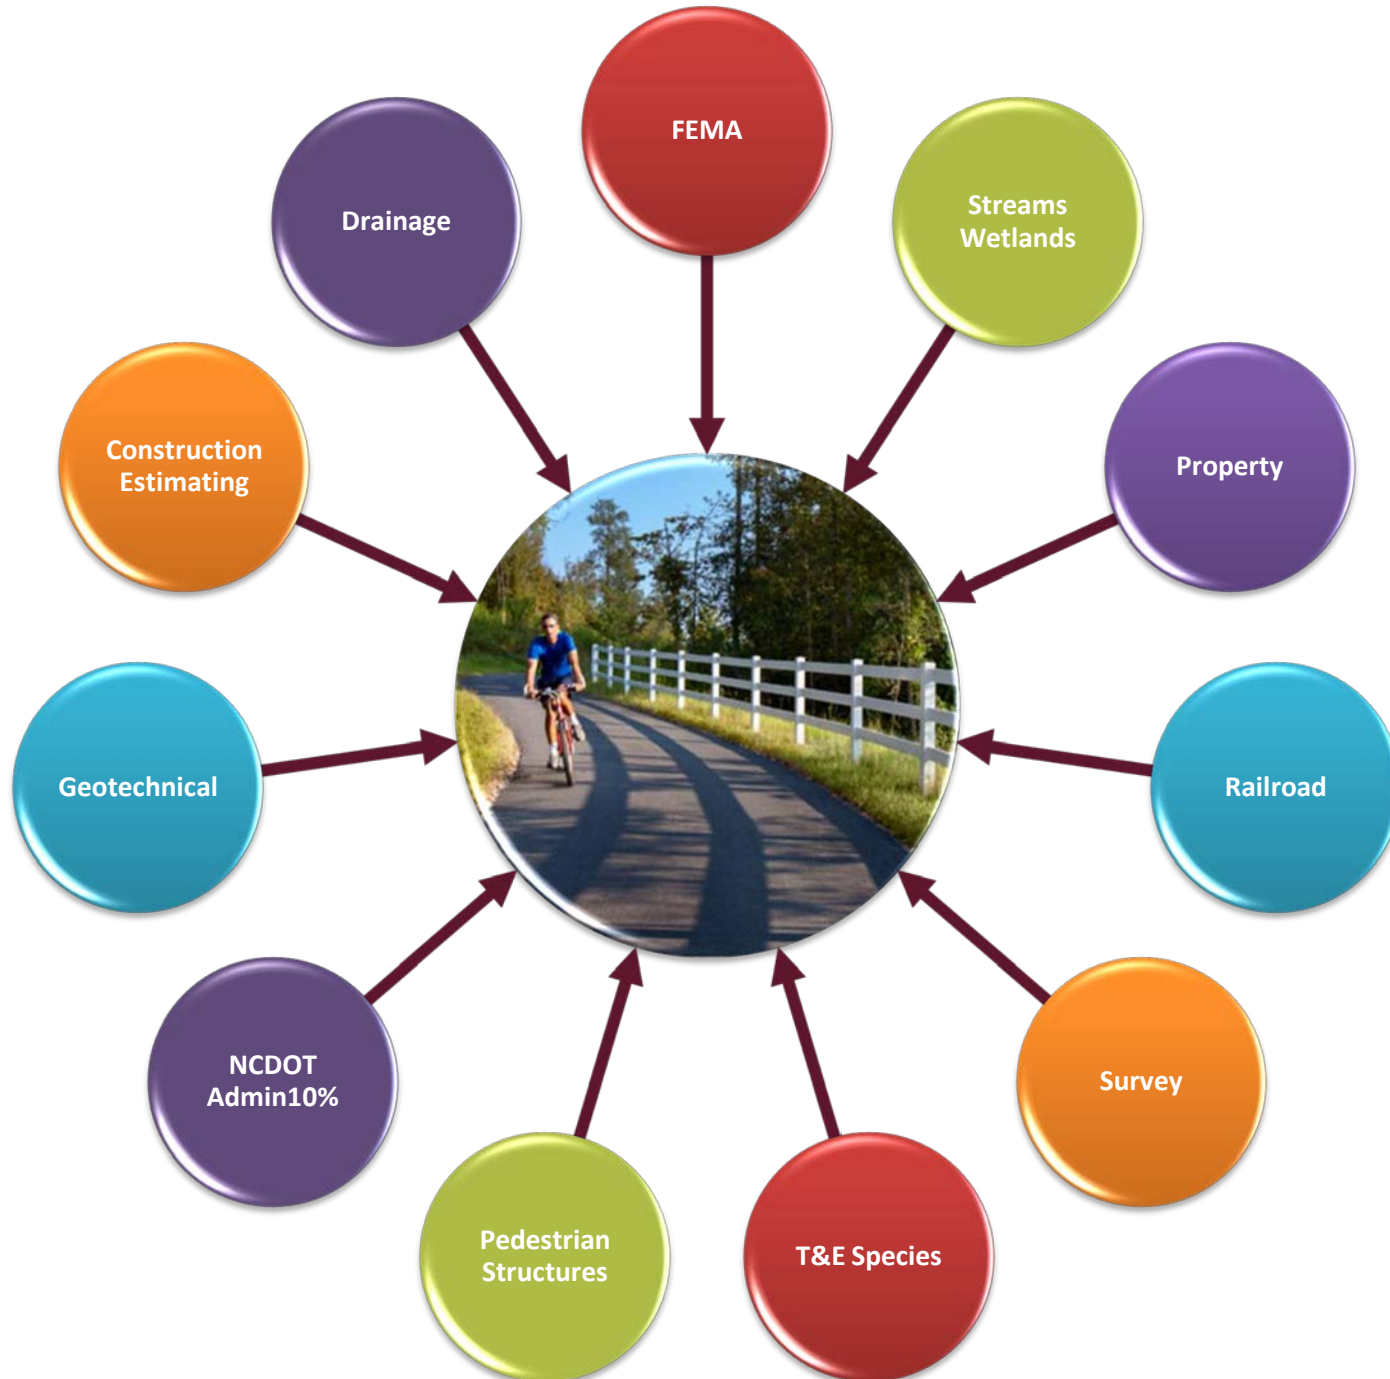 FEMA
Streams
Wetlands
Property
Railroad
Survey
T&E Species
Pedestrian
Structures
NCDOT
Admin10%
Geotechnical
Construction
Estimating
Drainage